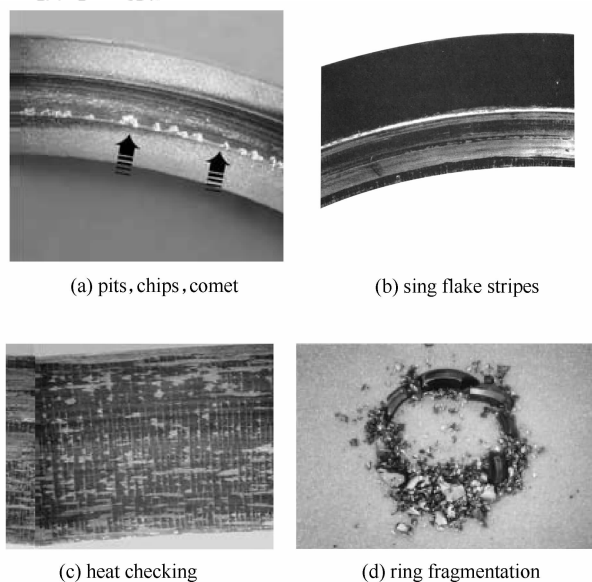 (a) pits, chips, comet
(b) sing flake stripes
(c) heat checking
(d) ring fragmentation